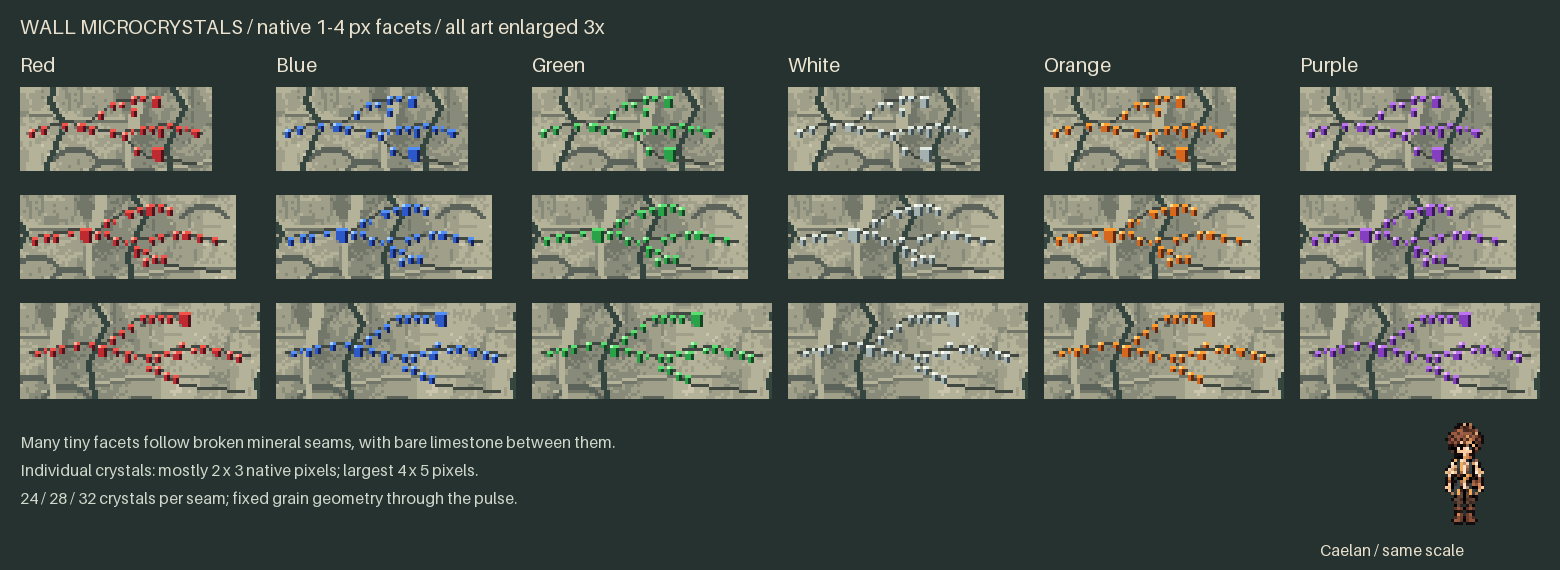 WALL MICROCRYSTALS / native 1-4 px facets / all art enlarged 3x
Red
Blue
Green
White
Orange
Purple
Many tiny facets follow broken mineral seams, with bare limestone between them.
Individual crystals: mostly 2 x 3 native pixels; largest 4 x 5 pixels.
24 / 28 / 32 crystals per seam; fixed grain geometry through the pulse.
Caelan / same scale